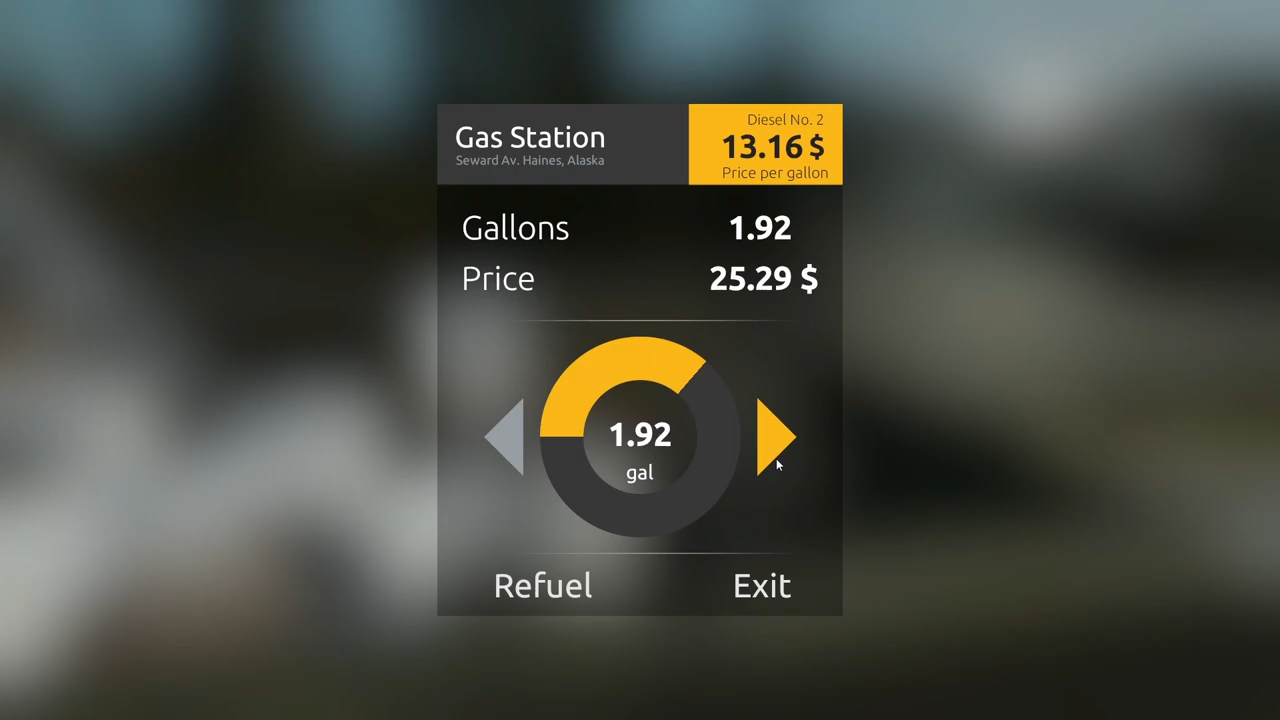 Gas Station
Seward Av. Haines, Alaska
Diesel No. 2
13.16 $
Price per gallon
Gallons 1.92
Price 25.29 $
1.92
gal
Refuel Exit